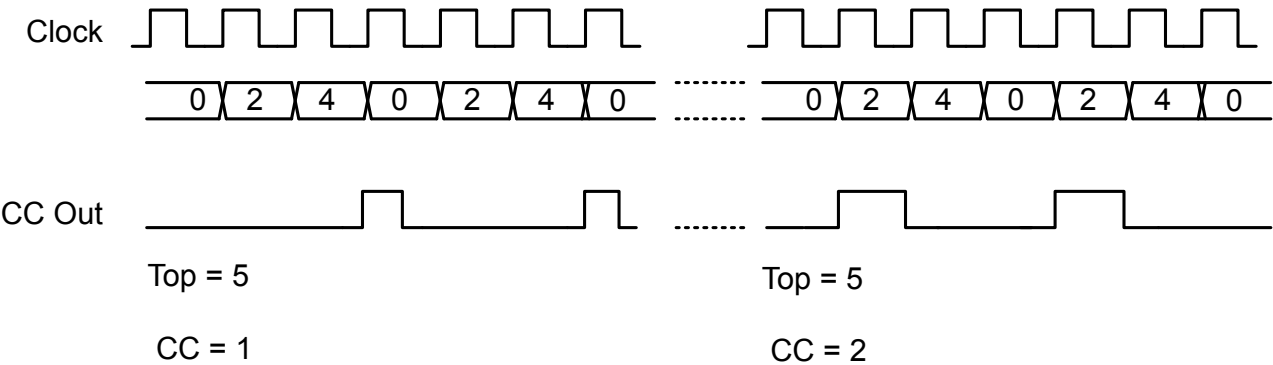 Clock
0 2 4 0 2 4 0 0 2 4 0 2 4 0
CC Out
Top = 5 Top = 5
CC = 1 CC = 2